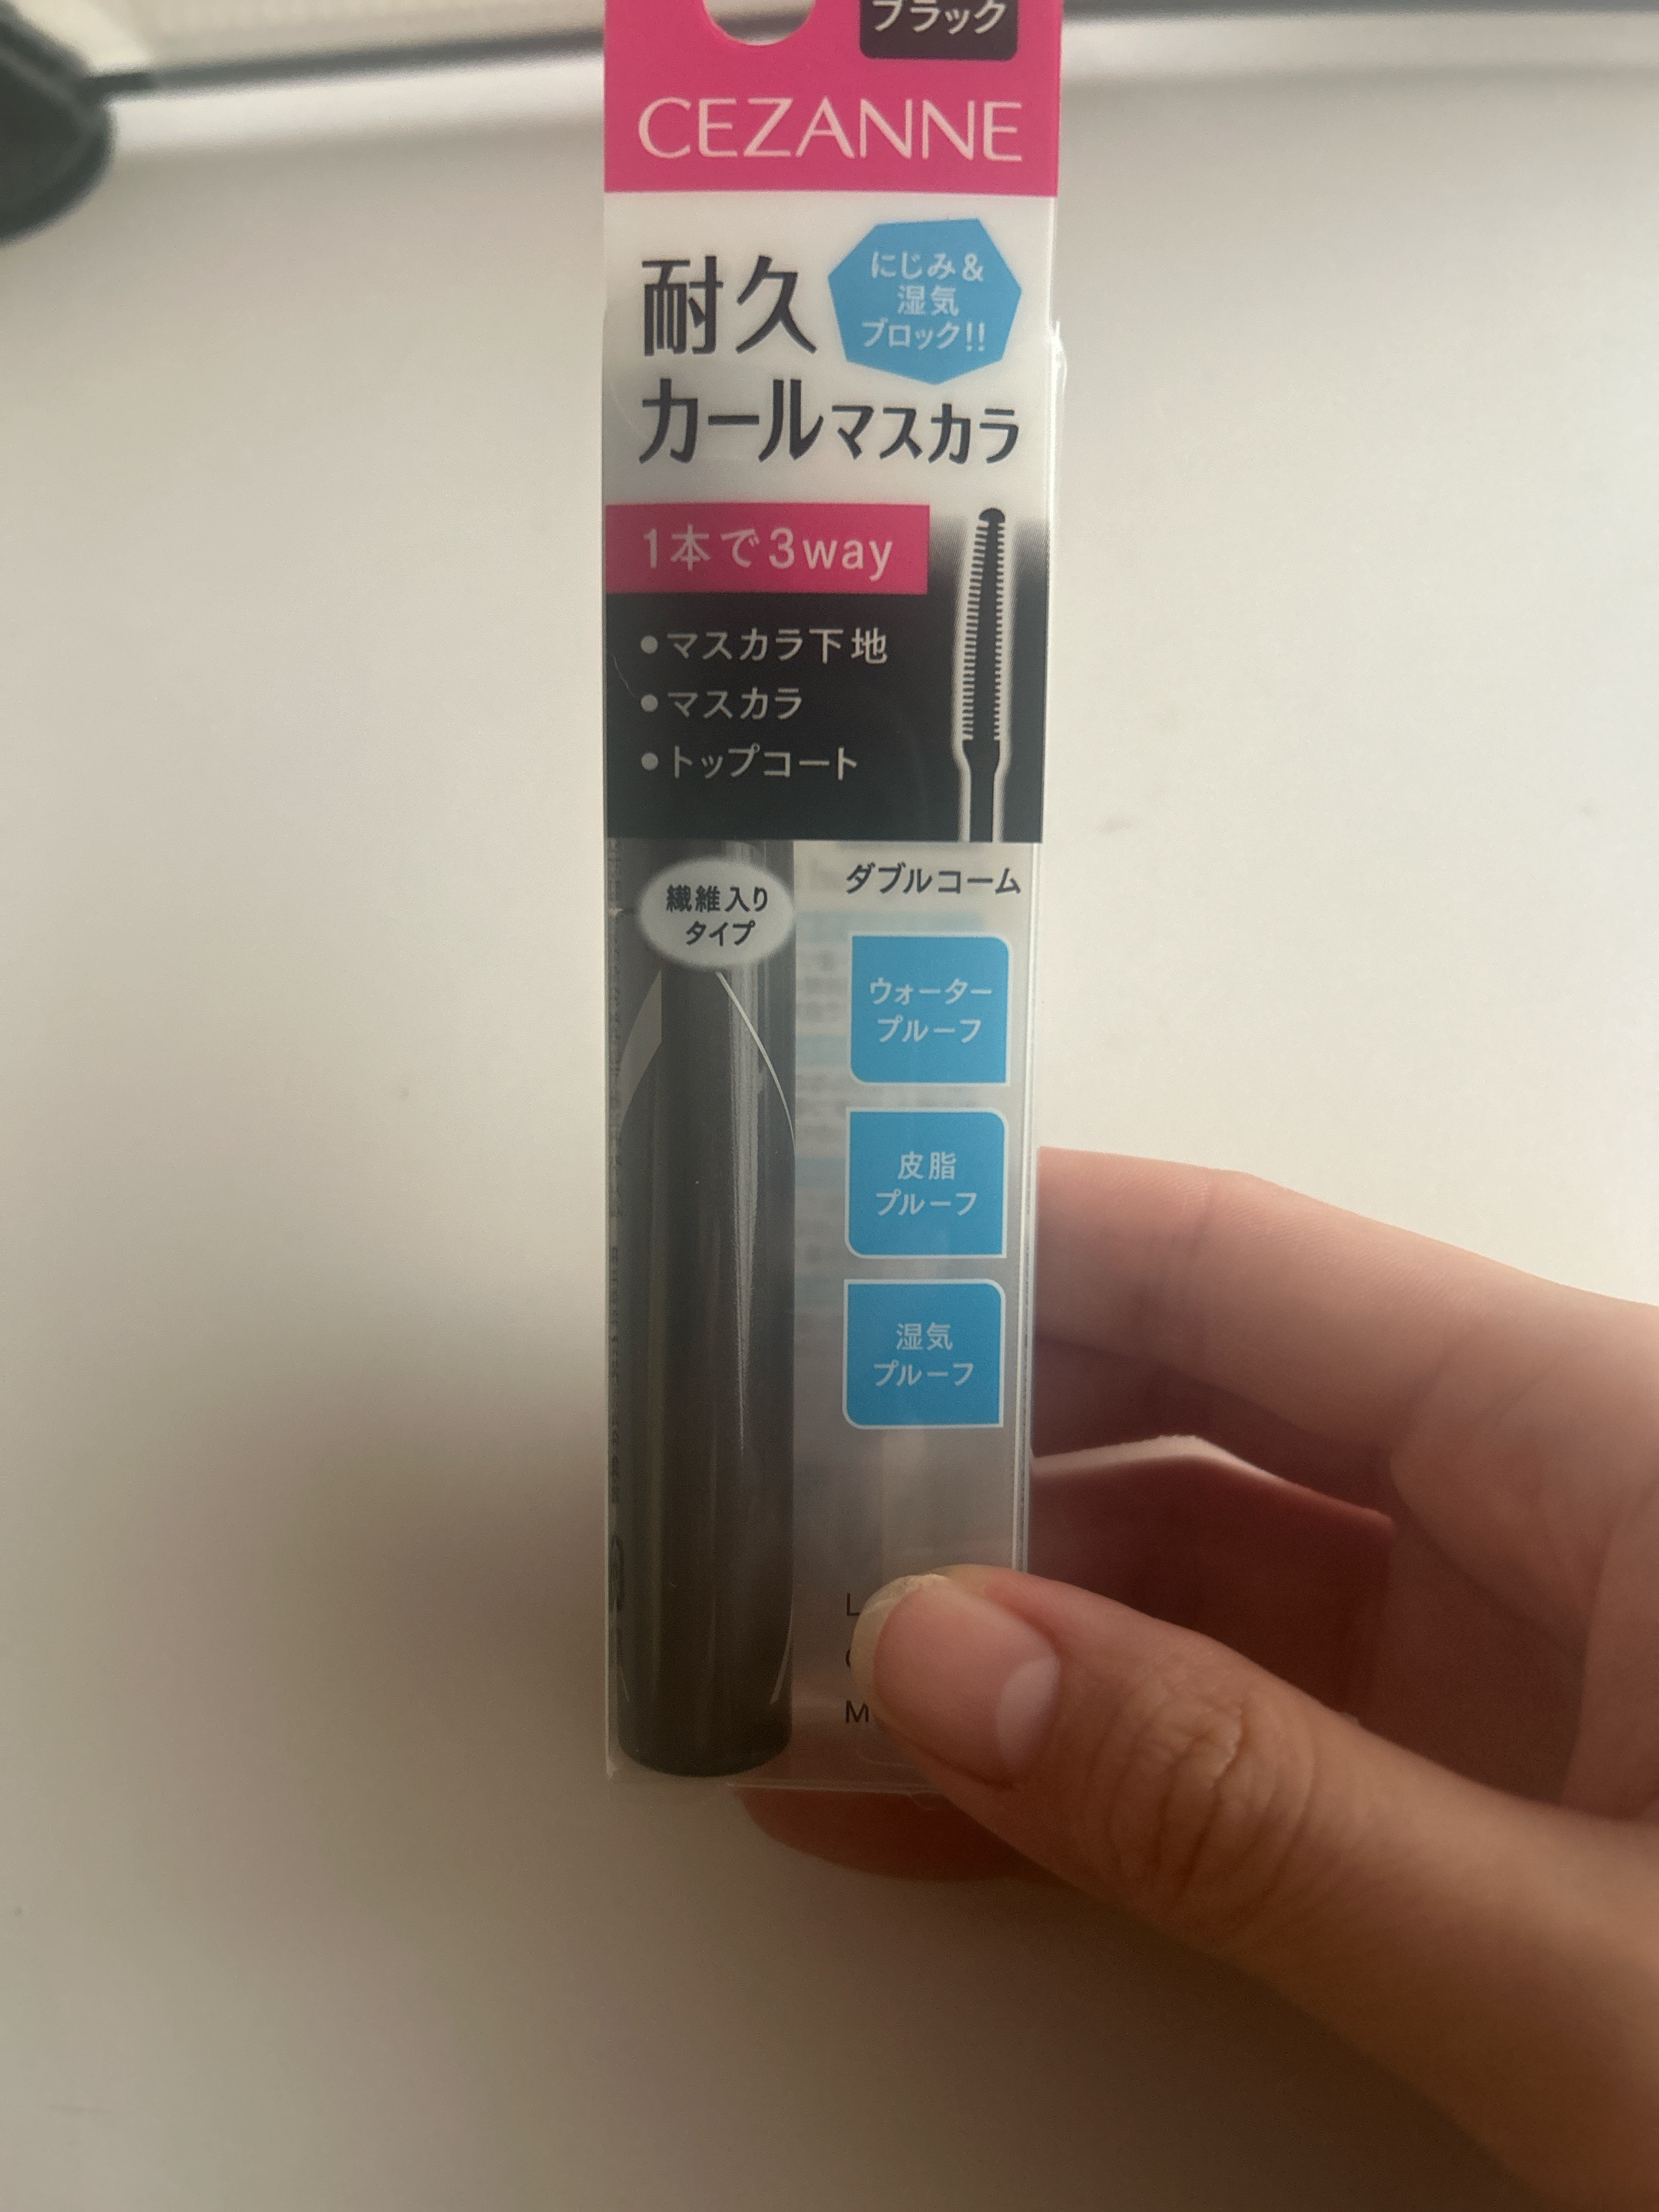 ブラック
CEZANNE
耐久
にじみ&
湿気
ブロック!!
カールマスカラ
1本で3way
•マスカラ下地
•マスカラ
•トップコート
ダブルコーム
繊維入り
タイプ
ウォーター
プルーフ
皮脂
プルーフ
湿気
プルーフ
L
M